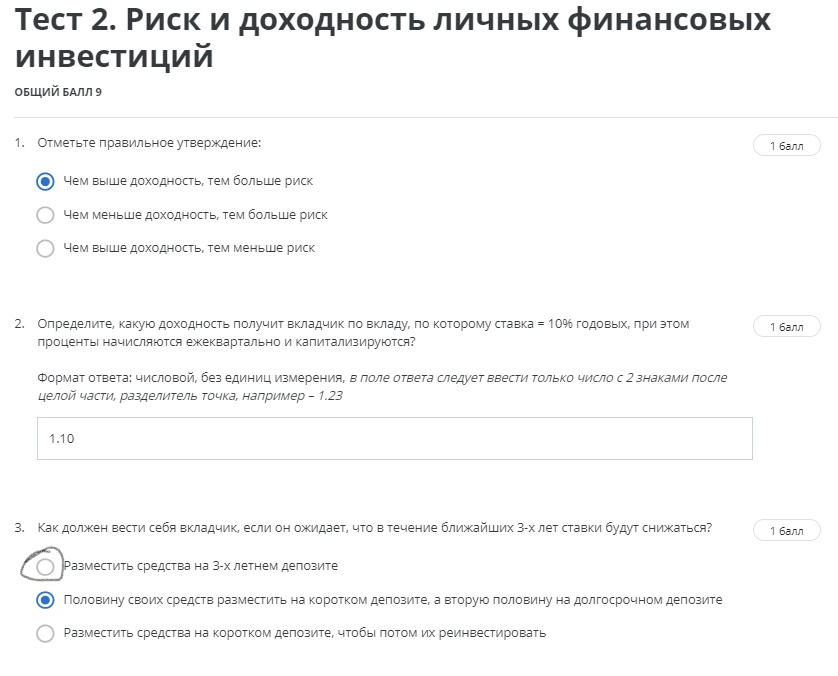 Тест 2. Риск и доходность личных финансовых
инвестиций
ОБЩИЙ БАЛЛ 9
1. Отметьте правильное утверждение:
1 балл
Чем выше доходность, тем больше риск
Чем меньше доходность, тем больше риск
Чем выше доходность, тем меньше риск
2. Определите, какую доходность получит вкладчик по вкладу, по которому ставка = 10% годовых, при этом
1 балл
проценты начисляются ежеквартально и капитализируются?
Формат ответа: числовой, без единиц измерения, в поле ответа следует ввести только число с 2 знаками после
целой части, разделитель точка, например – 1.23
1.10
3. Как должен вести себя вкладчик, если он ожидает, что в течение ближайших 3-х лет ставки будут снижаться?
1 балл
Разместить средства на 3-х летнем депозите
Половину своих средств разместить на коротком депозите, а вторую половину на долгосрочном депозите
Разместить средства на коротком депозите, чтобы потом их реинвестировать